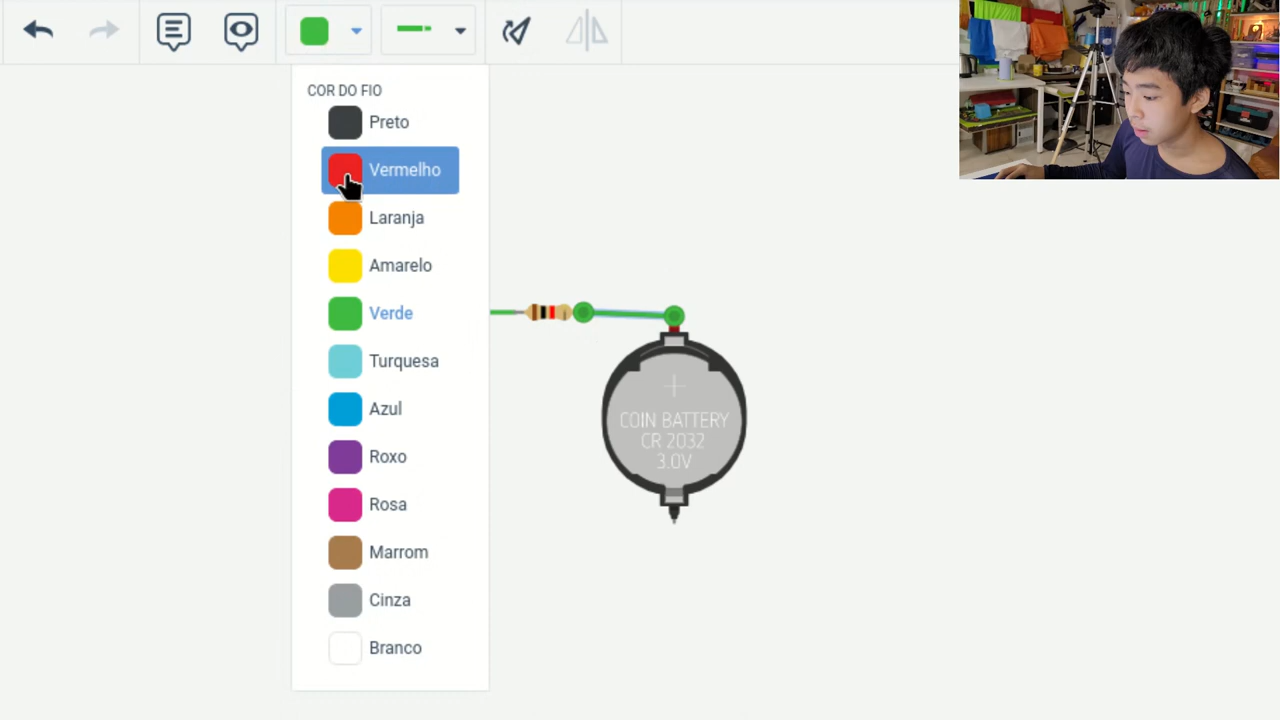 COR DO FIO
Preto
Vermelho
Laranja
Amarelo
Verde
Turquesa
Azul
Roxo
Rosa
Marrom
Cinza
Branco
COIN BATTERY
CR 2032
3.0V